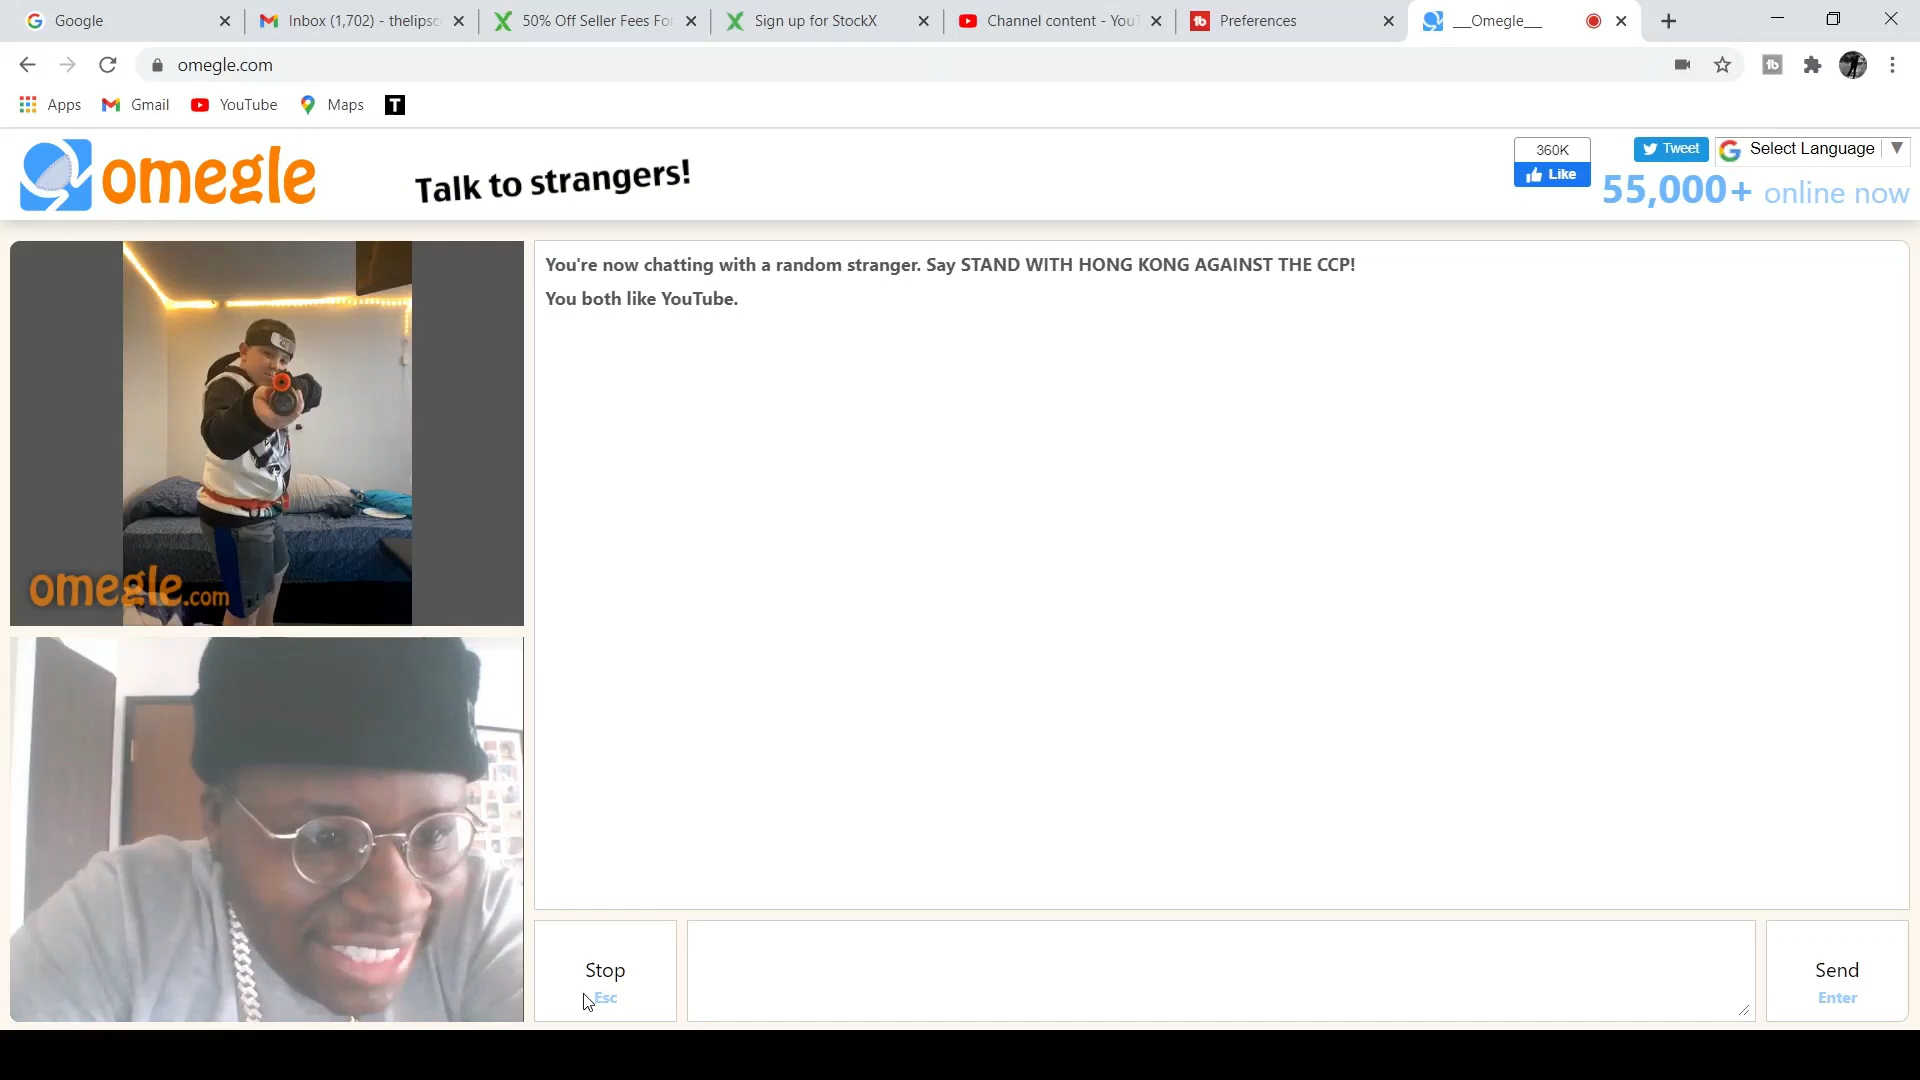 Google
Inbox (1,702) - thelipsc
50% Off Seller Fees For
Sign up for StockX
Channel content - YouT
Preferences
___Omegle___
omegle.com
Apps
Gmail
YouTube
Maps
T
omegle
Talk to strangers!
360K
Like
Tweet
Select Language
55,000+ online now
You're now chatting with a random stranger. Say STAND WITH HONG KONG AGAINST THE CCP!
You both like YouTube.
omegle.com
Stop
Esc
Send
Enter